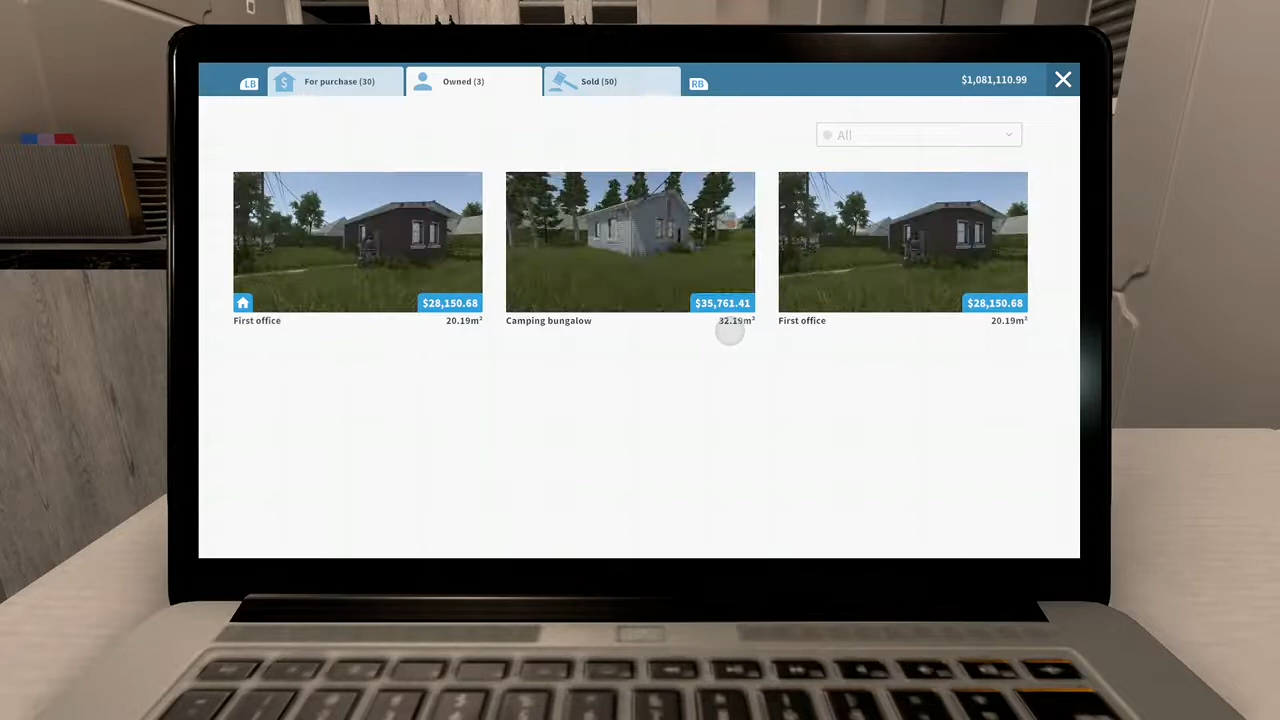 LB
For purchase (30)
Owned (3)
Sold (50)
RB
$1,081,110.99
All
$28,150.68
$35,761.41
$28,150.68
First office
20.19m²
Camping bungalow
32.19m²
First office
20.19m²